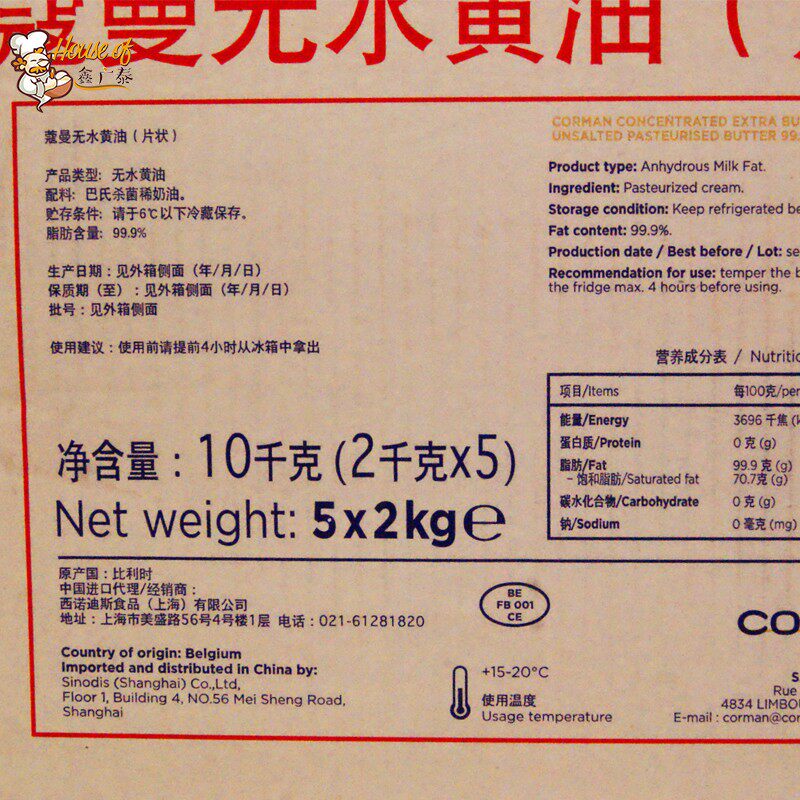 蔻曼无水黄油（
House of
鑫广泰
蔻曼无水黄油（片状）
产品类型: 无水黄油
配料: 巴氏杀菌稀奶油。
贮存条件: 请于6℃以下冷藏保存。
脂肪含量: 99.9%
生产日期：见外箱侧面（年/月/日）
保质期（至）：见外箱侧面（年/月/日）
批号：见外箱侧面
使用建议：使用前请提前4小时从冰箱中拿出
CORMAN CONCENTRATED EXTRA BU
UNSALTED PASTEURISED BUTTER 99.
Product type: Anhydrous Milk Fat.
Ingredient: Pasteurized cream.
Storage condition: Keep refrigerated be
Fat content: 99.9%.
Production date / Best before / Lot: se
Recommendation for use: temper the b
the fridge max. 4 hours before using.
营养成分表 / Nutritio
项目/Items 每100克/per
能量/Energy 3696 千焦 (k
蛋白质/Protein 0 克 (g)
脂肪/Fat 99.9 克 (g)
- 饱和脂肪/Saturated fat 70.7克 (g)
碳水化合物/Carbohydrate 0 克 (g)
钠/Sodium 0 毫克 (mg)
净含量：10千克 (2千克x5)
Net weight: 5x2kg℮
原产国：比利时
中国进口代理/经销商：
西诺迪斯食品（上海）有限公司
地址：上海市美盛路56号4号楼1层 电话：021-61281820
Country of origin: Belgium
Imported and distributed in China by:
Sinodis (Shanghai) Co.,Ltd,
Floor 1, Building 4, NO.56 Mei Sheng Road,
Shanghai
BE
FB 001
CE
+15-20°C
使用温度
Usage temperature
CO
S
Rue
4834 LIMBOU
E-mail : corman@cor